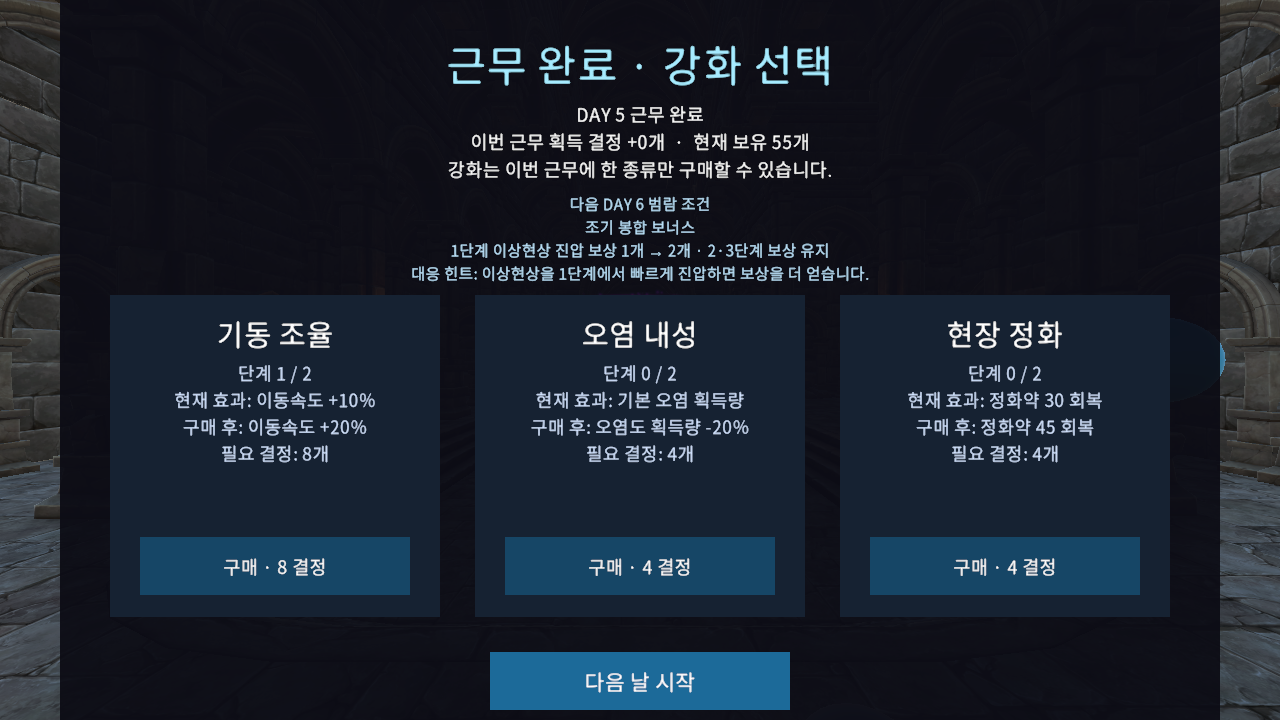 근무 완료 · 강화 선택
DAY 5 근무 완료
이번 근무 획득 결정 +0개 · 현재 보유 55개
강화는 이번 근무에 한 종류만 구매할 수 있습니다.
다음 DAY 6 범람 조건
조기 봉합 보너스
1단계 이상현상 진압 보상 1개 → 2개 · 2·3단계 보상 유지
대응 힌트: 이상현상을 1단계에서 빠르게 진압하면 보상을 더 얻습니다.
기동 조율
단계 1 / 2
현재 효과: 이동속도 +10%
구매 후: 이동속도 +20%
필요 결정: 8개
구매 · 8 결정
오염 내성
단계 0 / 2
현재 효과: 기본 오염 획득량
구매 후: 오염도 획득량 -20%
필요 결정: 4개
구매 · 4 결정
현장 정화
단계 0 / 2
현재 효과: 정화약 30 회복
구매 후: 정화약 45 회복
필요 결정: 4개
구매 · 4 결정
다음 날 시작